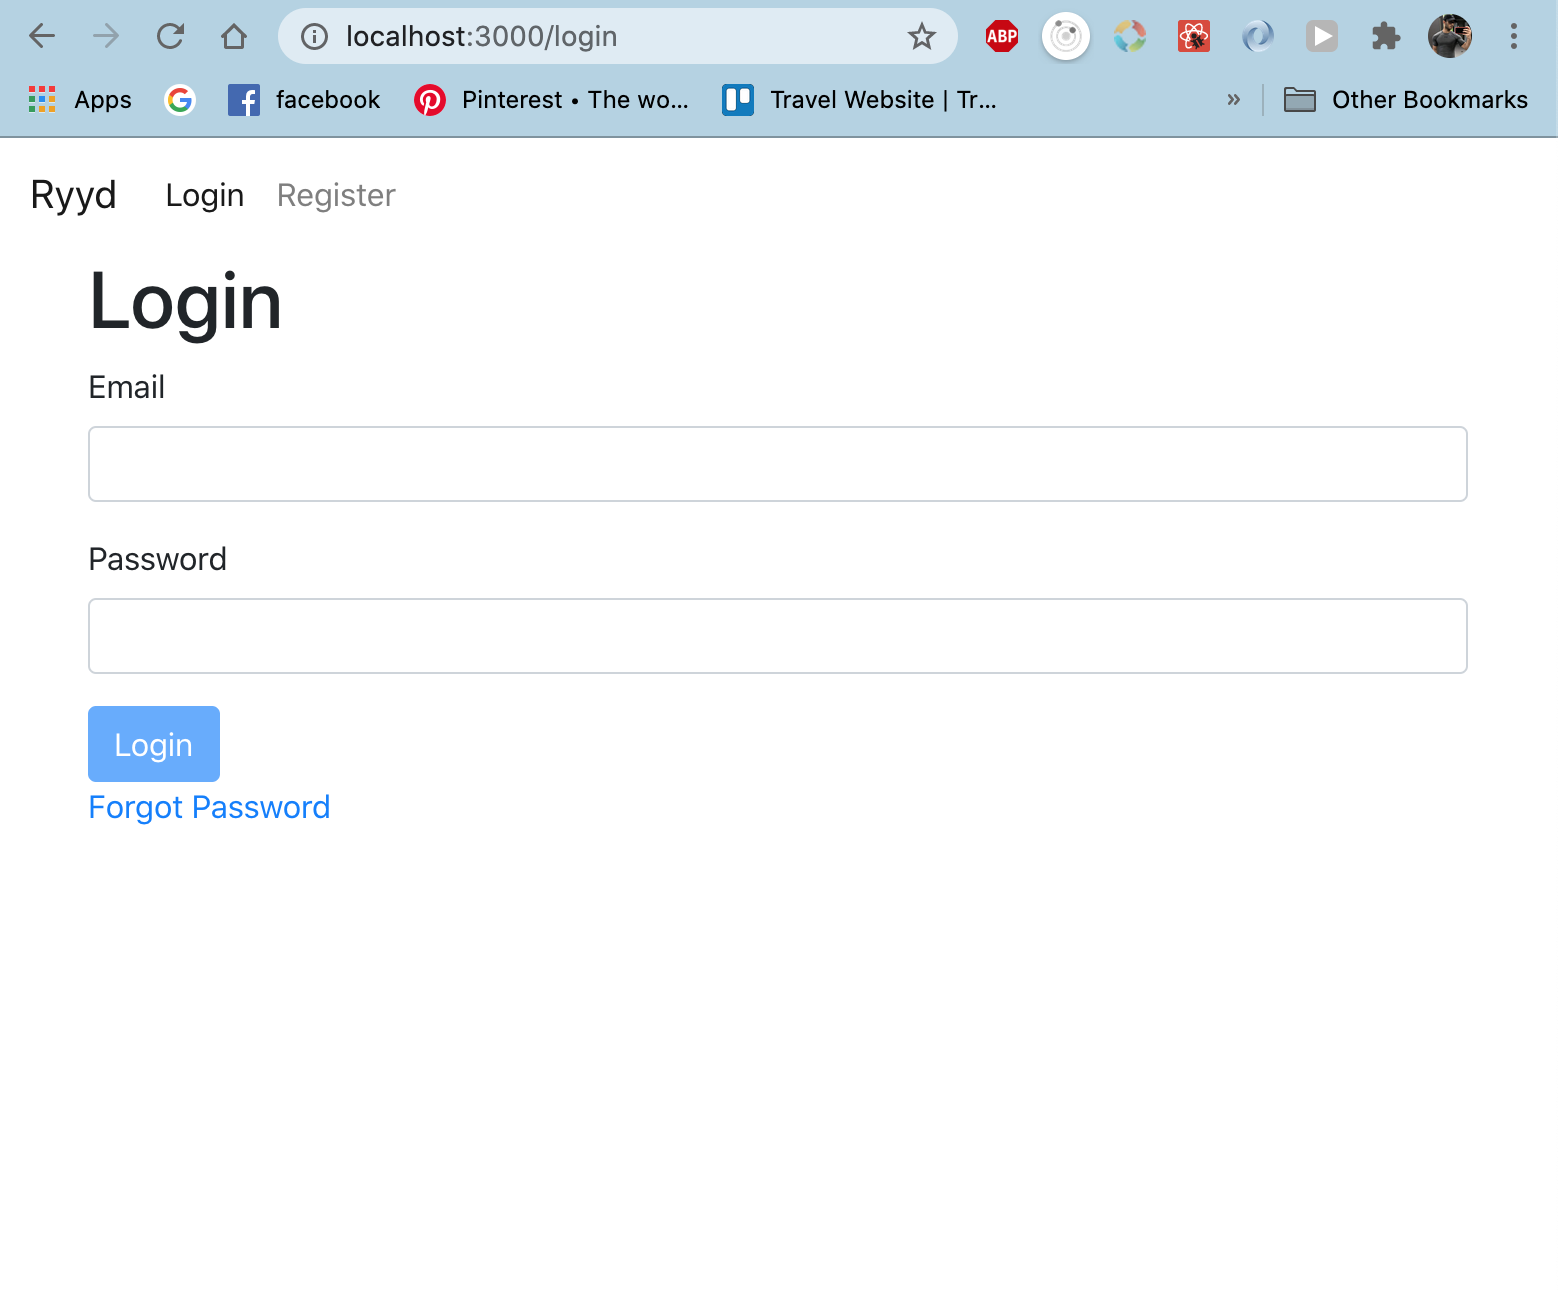 localhost:3000/login
ABP
Apps facebook Pinterest • The wo... Travel Website | Tr... » Other Bookmarks
Ryyd Login Register
Login
Email
Password
Login
Forgot Password